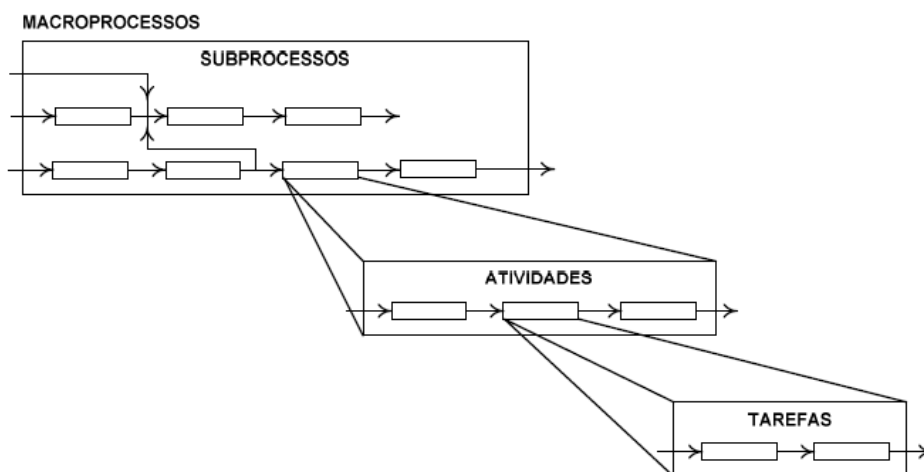 MACROPROCESSOS
SUBPROCESSOS
ATIVIDADES
TAREFAS